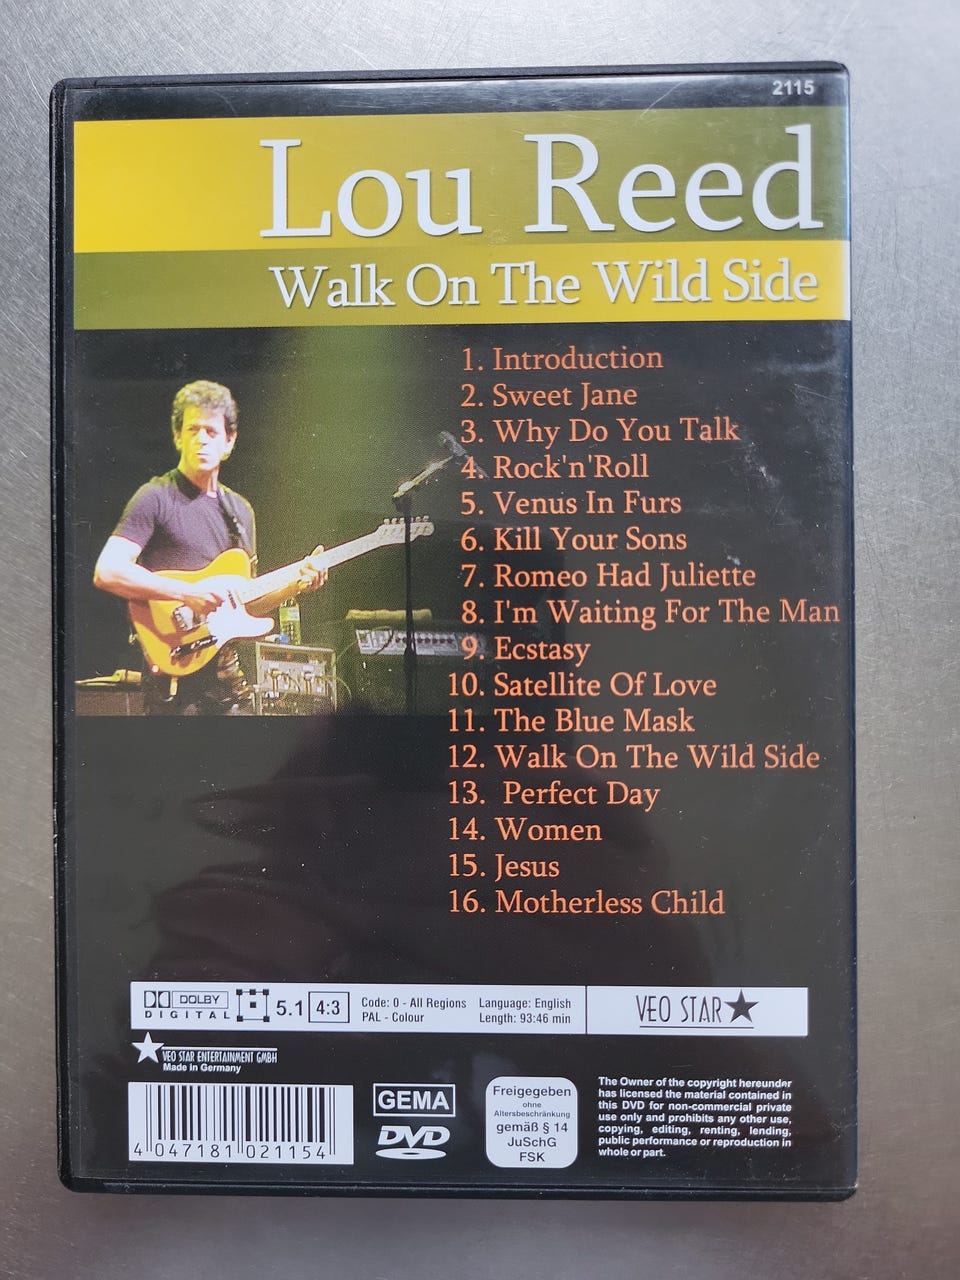 2115
Lou Reed
Walk On The Wild Side
1. Introduction
2. Sweet Jane
3. Why Do You Talk
4. Rock'n'Roll
5. Venus In Furs
6. Kill Your Sons
7. Romeo Had Juliette
8. I'm Waiting For The Man
9. Ecstasy
10. Satellite Of Love
11. The Blue Mask
12. Walk On The Wild Side
13. Perfect Day
14. Women
15. Jesus
16. Motherless Child
DOLBY
DIGITAL
5.1
4:3
Code: 0 - All Regions
PAL - Colour
Language: English
Length: 93:46 min
VEO STAR
VEO STAR ENTERTAINMENT GMBH
Made in Germany
4 047181 021154
GEMA
DVD
Freigegeben
ohne
Altersbeschränkung
gemäß § 14
JuSchG
FSK
The Owner of the copyright hereunder
has licensed the material contained in
this DVD for non-commercial private
use only and prohibits any other use,
copying, editing, renting, lending,
public performance or reproduction in
whole or part.